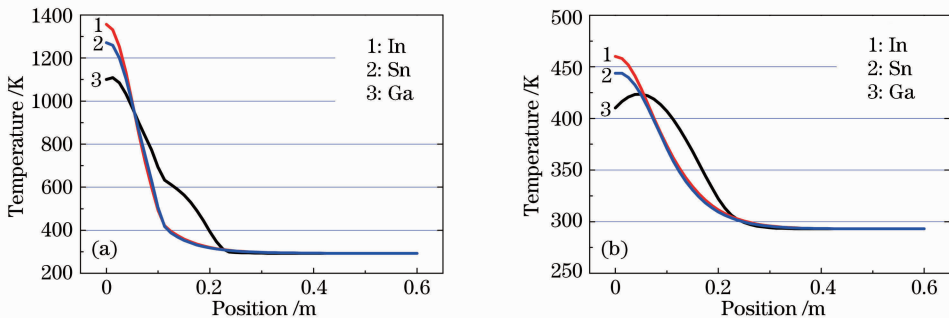 1400
1200
1000
800
600
400
200
Temperature /K
1
2
3
1: In
2: Sn
3: Ga
(a)
0
0.2
0.4
0.6
Position /m
500
450
400
350
300
250
Temperature /K
1
2
3
1: In
2: Sn
3: Ga
(b)
0
0.2
0.4
0.6
Position /m